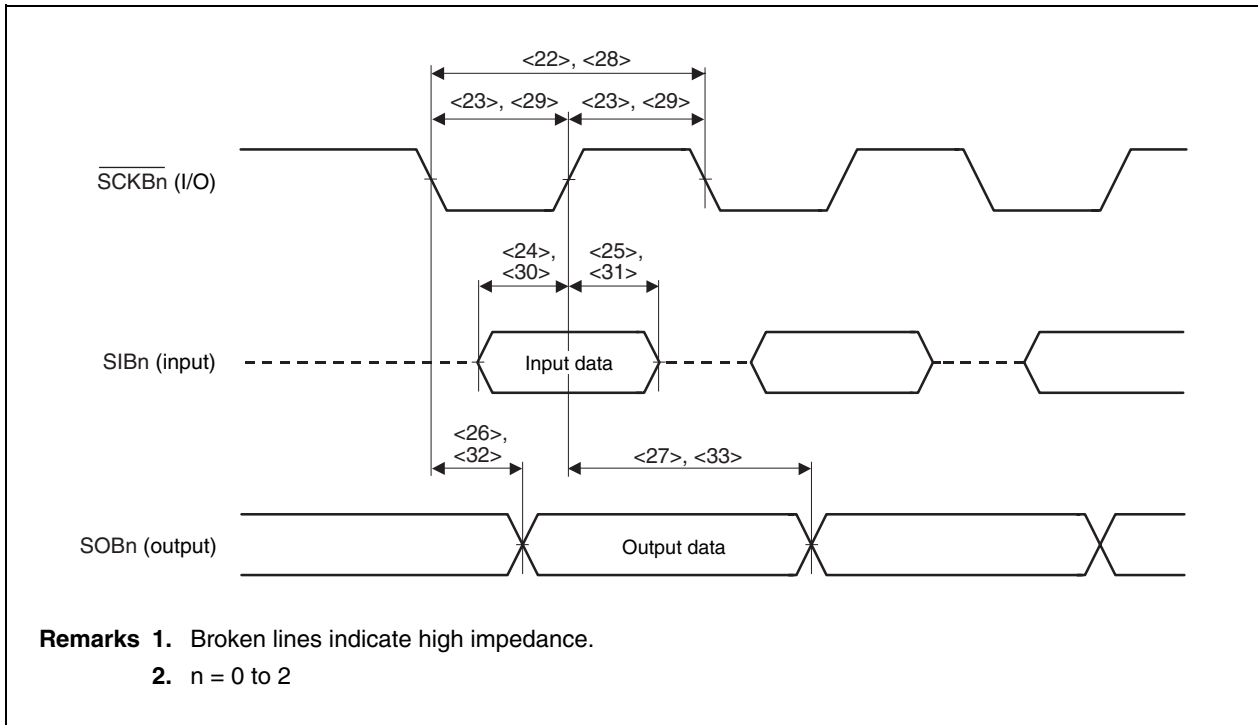 <22>, <28>
<23>, <29> <23>, <29>
SCKBn (I/O)
<24>,
<30>
<25>,
<31>
SIBn (input)
Input data
<26>,
<32>
<27>, <33>
SOBn (output)
Output data
Remarks 1. Broken lines indicate high impedance.
2. n = 0 to 2